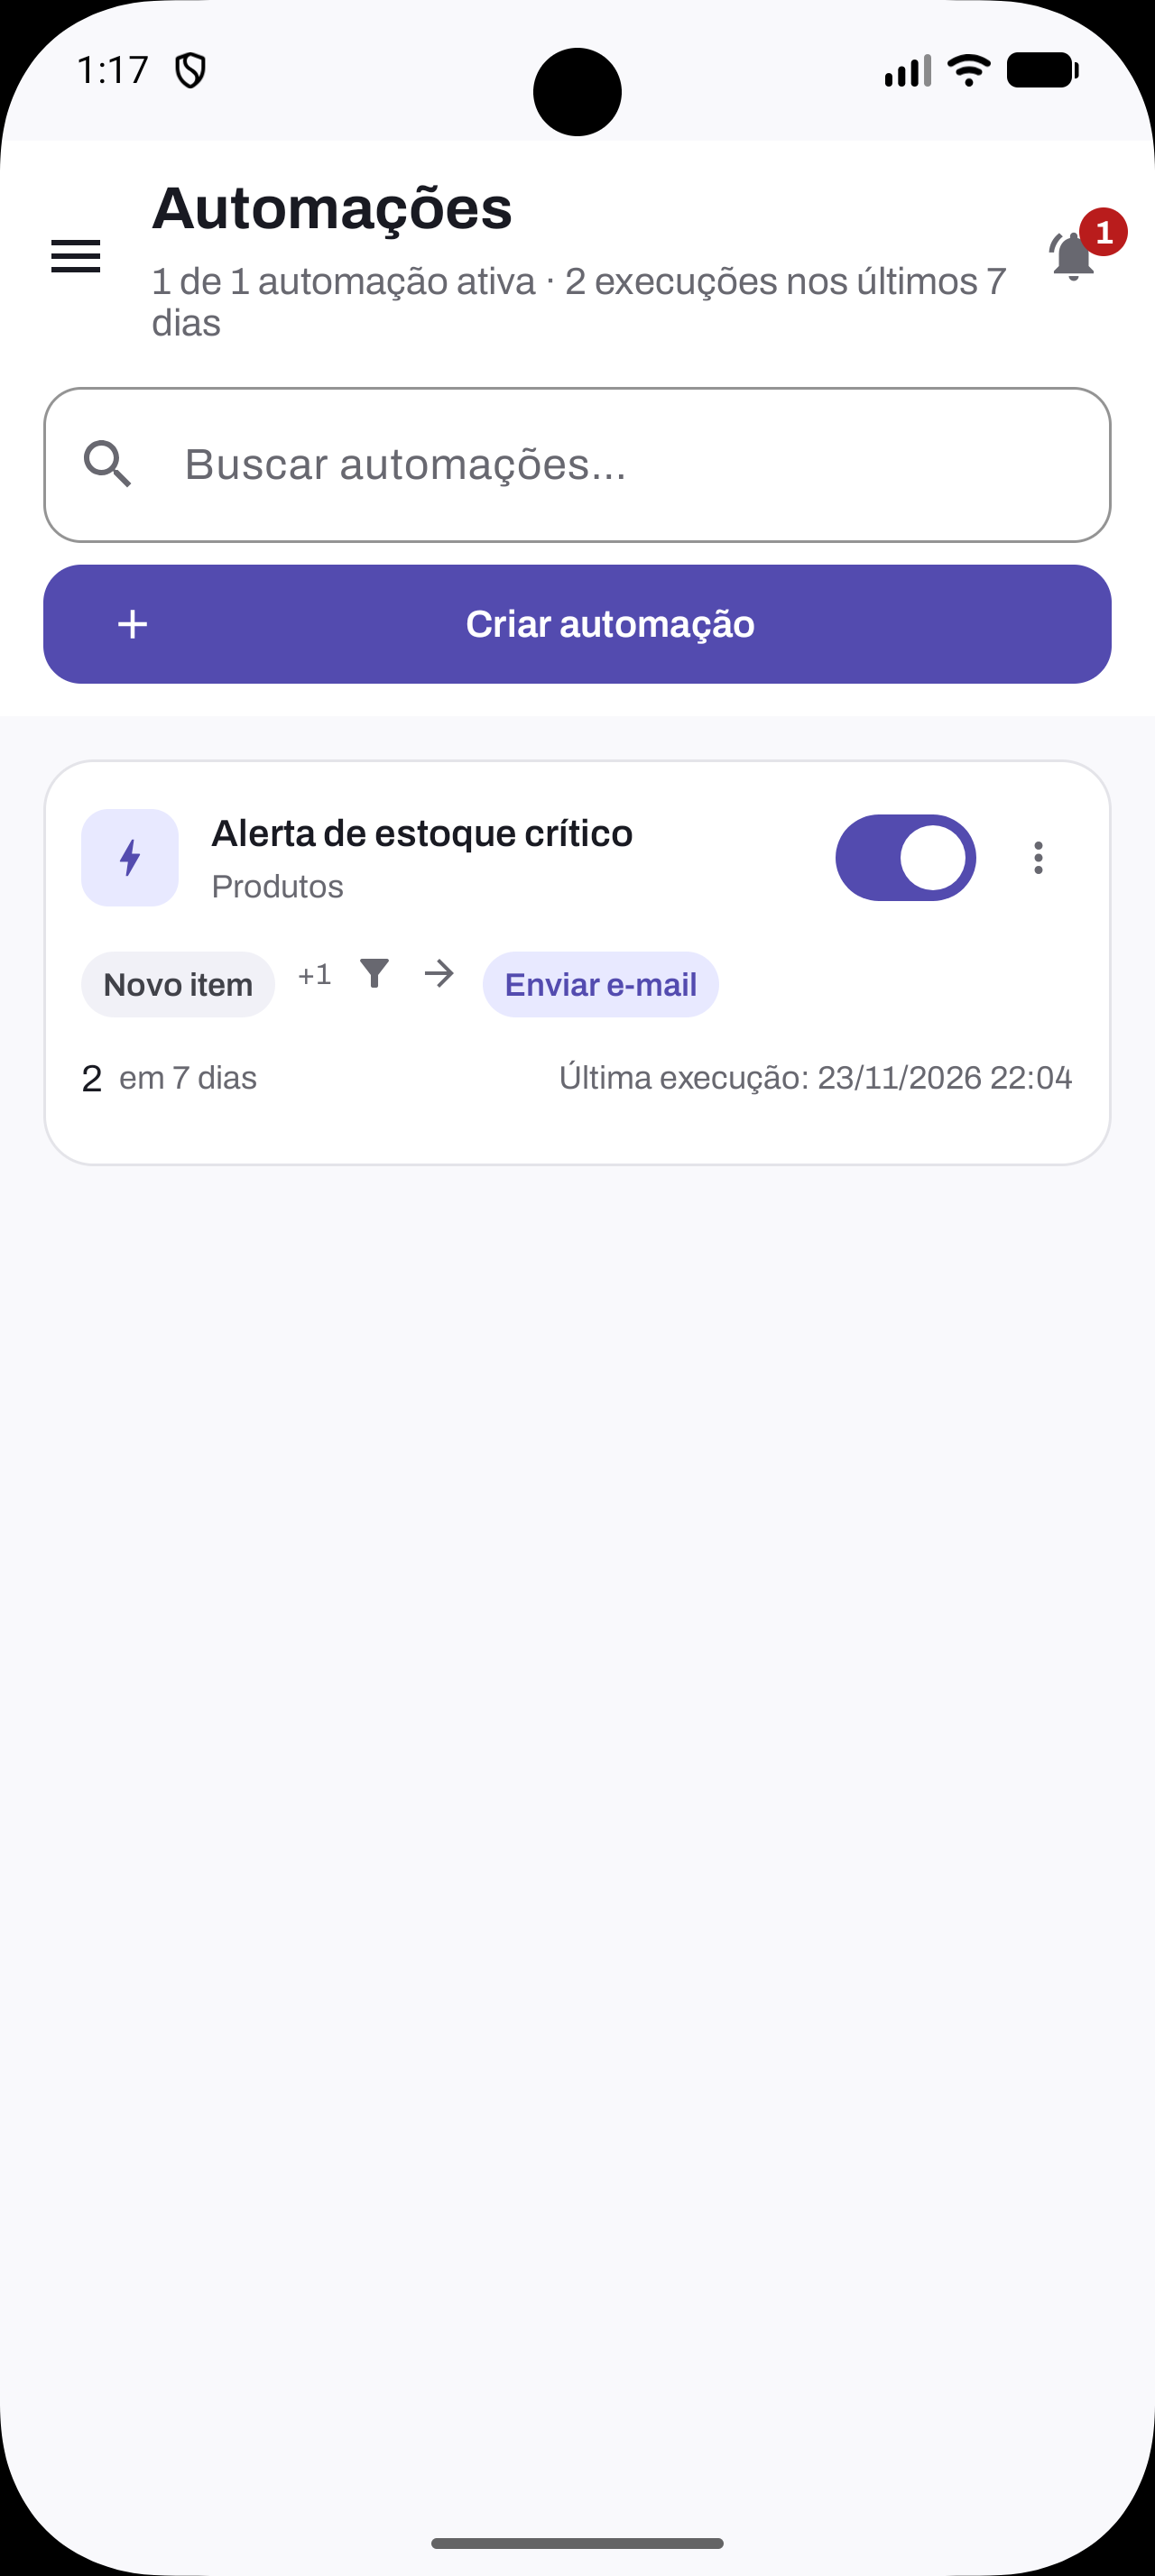 1:17
Automações
1
1 de 1 automação ativa · 2 execuções nos últimos 7
dias
Buscar automações...
Criar automação
Alerta de estoque crítico
Produtos
Novo item +1 Enviar e-mail
2 em 7 dias Última execução: 23/11/2026 22:04